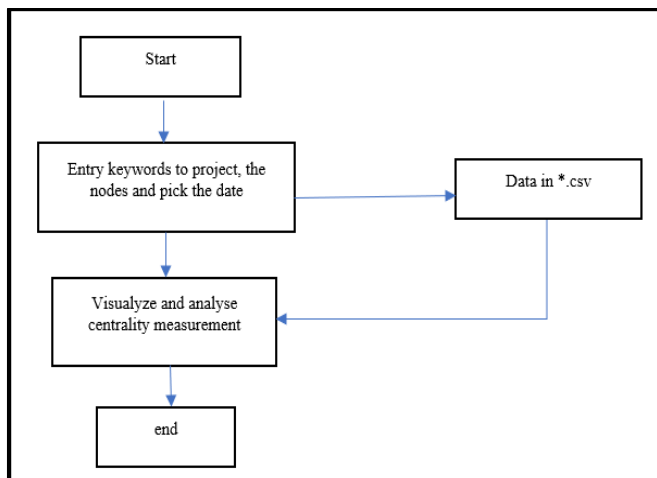 Start
Entry keywords to project, the
nodes and pick the date
Data in *.csv
Visualyze and analyse
centrality measurement
end